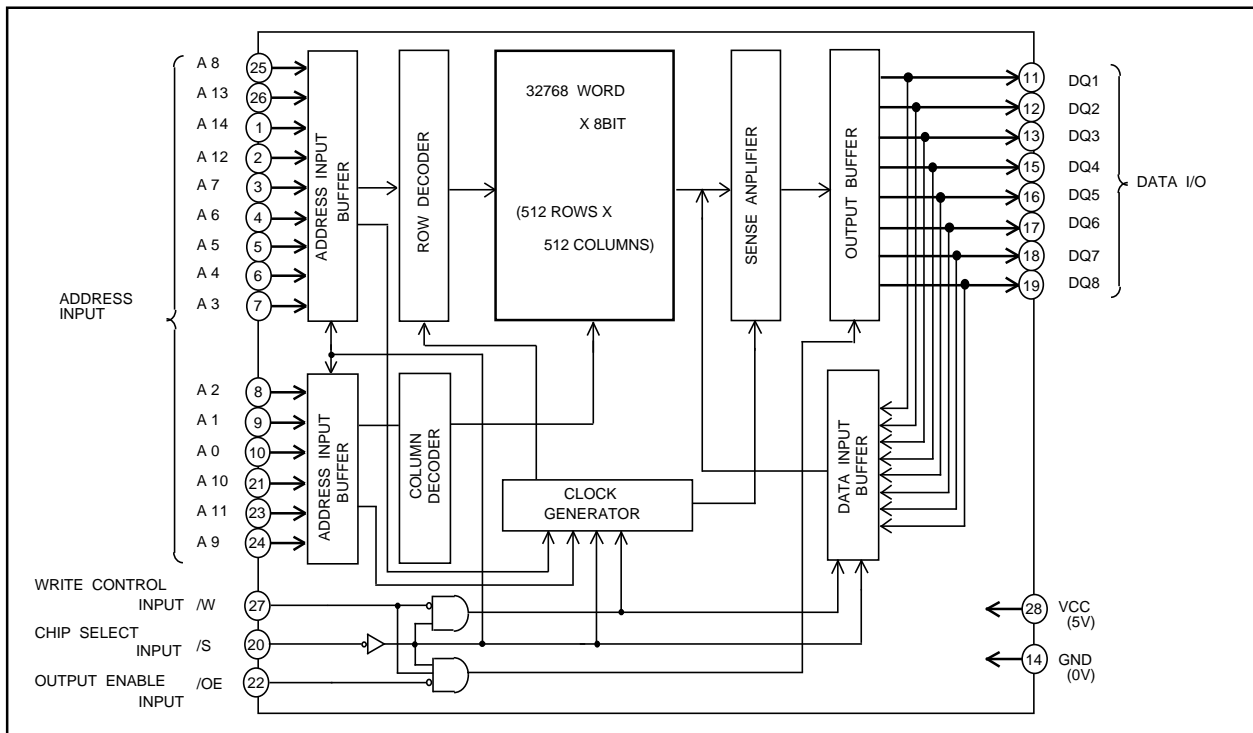 A 8 25
A 13 26
A 14 1
A 12 2
A 7 3
A 6 4
A 5 5
A 4 6
A 3 7
ADDRESS
INPUT
A 2 8
A 1 9
A 0 10
A 10 21
A 11 23
A 9 24
WRITE CONTROL
INPUT /W 27
CHIP SELECT
INPUT /S 20
OUTPUT ENABLE /OE 22
INPUT
ADDRESS INPUT
BUFFER
ROW DECODER
32768 WORD
X 8BIT
(512 ROWS X
512 COLUMNS)
SENSE ANPLIFIER
OUTPUT BUFFER
ADDRESS INPUT
BUFFER
COLUMN
DECODER
CLOCK
GENERATOR
DATA INPUT
BUFFER
11 DQ1
12 DQ2
13 DQ3
15 DQ4
16 DQ5
17 DQ6
18 DQ7
19 DQ8
DATA I/O
28 VCC
(5V)
14 GND
(0V)